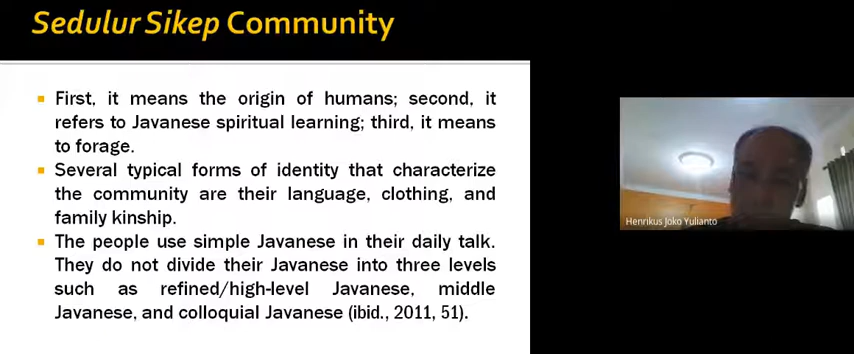 Sedulur Sikep Community
First, it means the origin of humans; second, it
refers to Javanese spiritual learning; third, it means
to forage.
Several typical forms of identity that characterize
the community are their language, clothing, and
family kinship.
The people use simple Javanese in their daily talk.
They do not divide their Javanese into three levels
such as refined/high-level Javanese, middle
Javanese, and colloquial Javanese (ibid., 2011, 51).
Henrikus Joko Yulianto